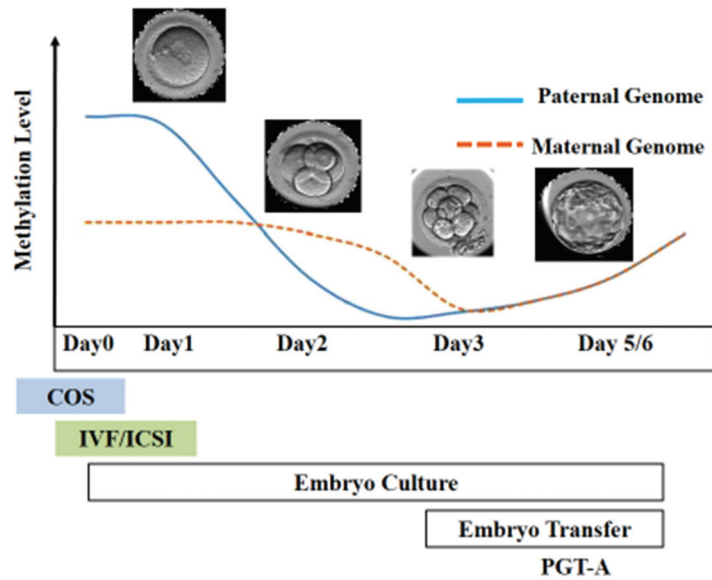 Paternal Genome
Maternal Genome
Methylation Level
Day0 Day1 Day2 Day3 Day 5/6
COS
IVF/ICSI
Embryo Culture
Embryo Transfer
PGT-A